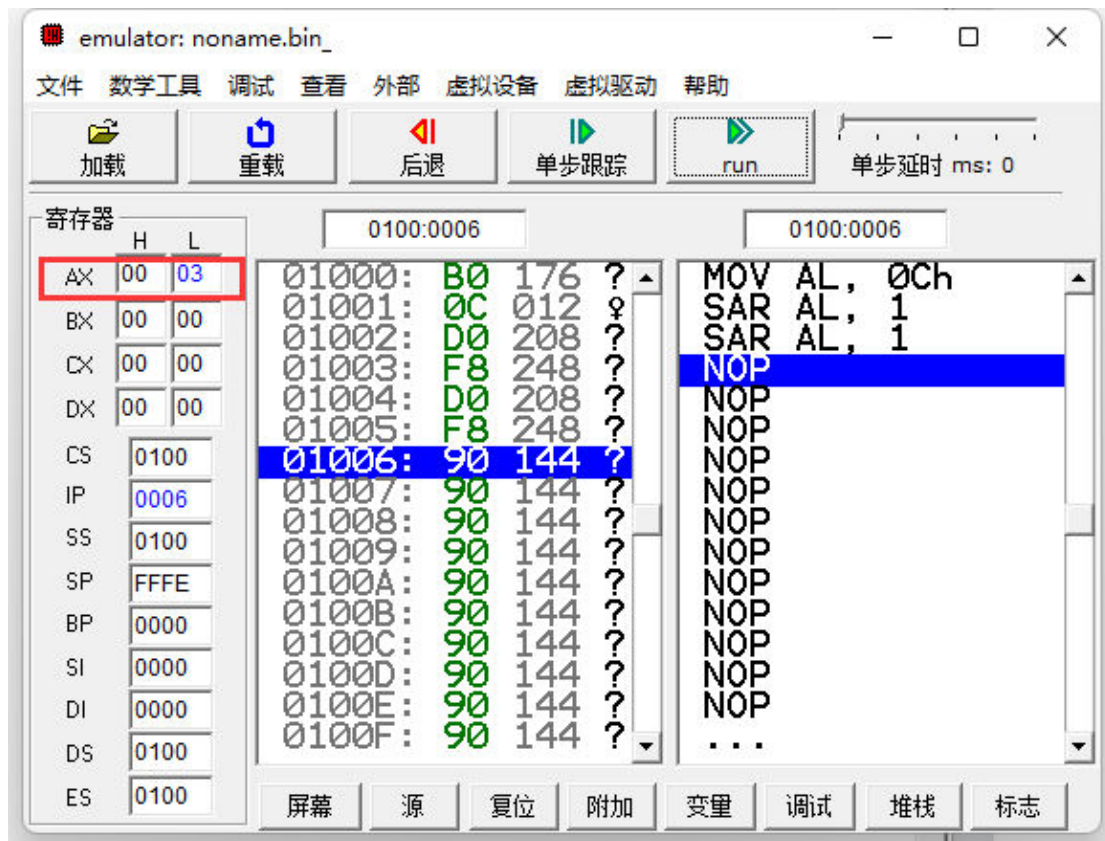 emulator: noname.bin_
文件 数学工具 调试 查看 外部 虚拟设备 虚拟驱动 帮助
加载 重载 后退 单步跟踪 run 单步延时 ms: 0
寄存器
H L
AX 00 03
BX 00 00
CX 00 00
DX 00 00
CS 0100
IP 0006
SS 0100
SP FFFE
BP 0000
SI 0000
DI 0000
DS 0100
ES 0100
0100:0006
01000: B0 176 ?
01001: 0C 012 ♀
01002: D0 208 ?
01003: F8 248 ?
01004: D0 208 ?
01005: F8 248 ?
01006: 90 144 ?
01007: 90 144 ?
01008: 90 144 ?
01009: 90 144 ?
0100A: 90 144 ?
0100B: 90 144 ?
0100C: 90 144 ?
0100D: 90 144 ?
0100E: 90 144 ?
0100F: 90 144 ?
0100:0006
MOV AL, 0Ch
SAR AL, 1
SAR AL, 1
NOP
NOP
NOP
NOP
NOP
NOP
NOP
NOP
NOP
NOP
NOP
NOP
...
屏幕 源 复位 附加 变量 调试 堆栈 标志